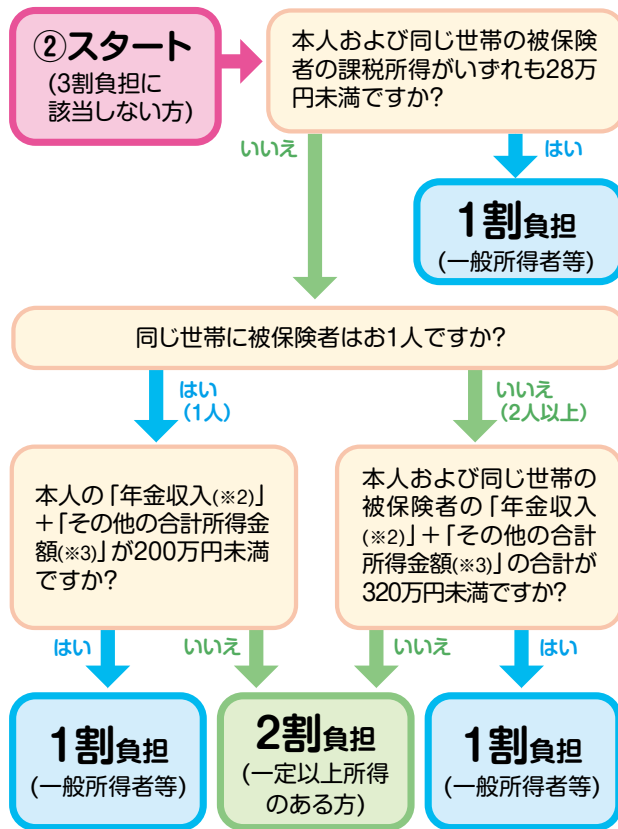 ②スタート
(3割負担に
該当しない方)
本人および同じ世帯の被保険
者の課税所得がいずれも28万
円未満ですか?
いいえ
はい
1割負担
(一般所得者等)
同じ世帯に被保険者はお1人ですか?
はい
(1人)
いいえ
(2人以上)
本人の「年金収入(※2)」
+「その他の合計所得金
額(※3)」が200万円未満
ですか?
本人および同じ世帯の
被保険者の「年金収入
(※2)」+「その他の合計
所得金額(※3)」の合計が
320万円未満ですか?
はい
いいえ
いいえ
はい
1割負担
(一般所得者等)
2割負担
(一定以上所得
のある方)
1割負担
(一般所得者等)